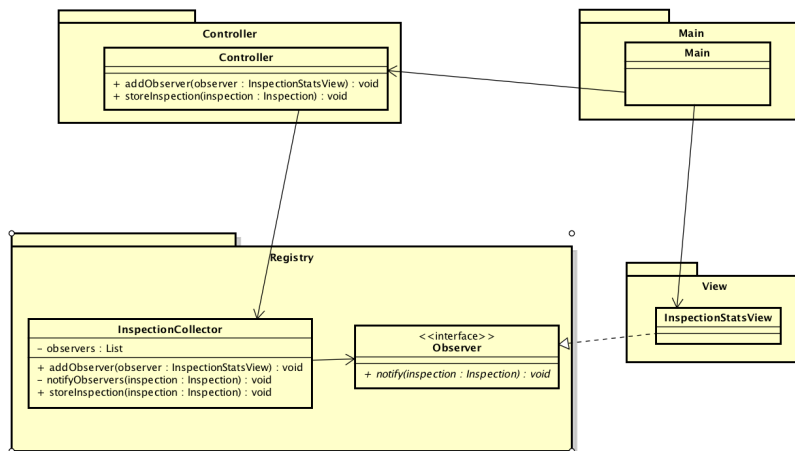 Controller
Controller
+ addObserver(observer : InspectionStatsView) : void
+ storeInspection(inspection : Inspection) : void
Main
Main
Registry
InspectionCollector
– observers : List
+ addObserver(observer : InspectionStatsView) : void
– notifyObservers(inspection : Inspection) : void
+ storeInspection(inspection : Inspection) : void
<<interface>>
Observer
+ notify(inspection : Inspection) : void
View
InspectionStatsView